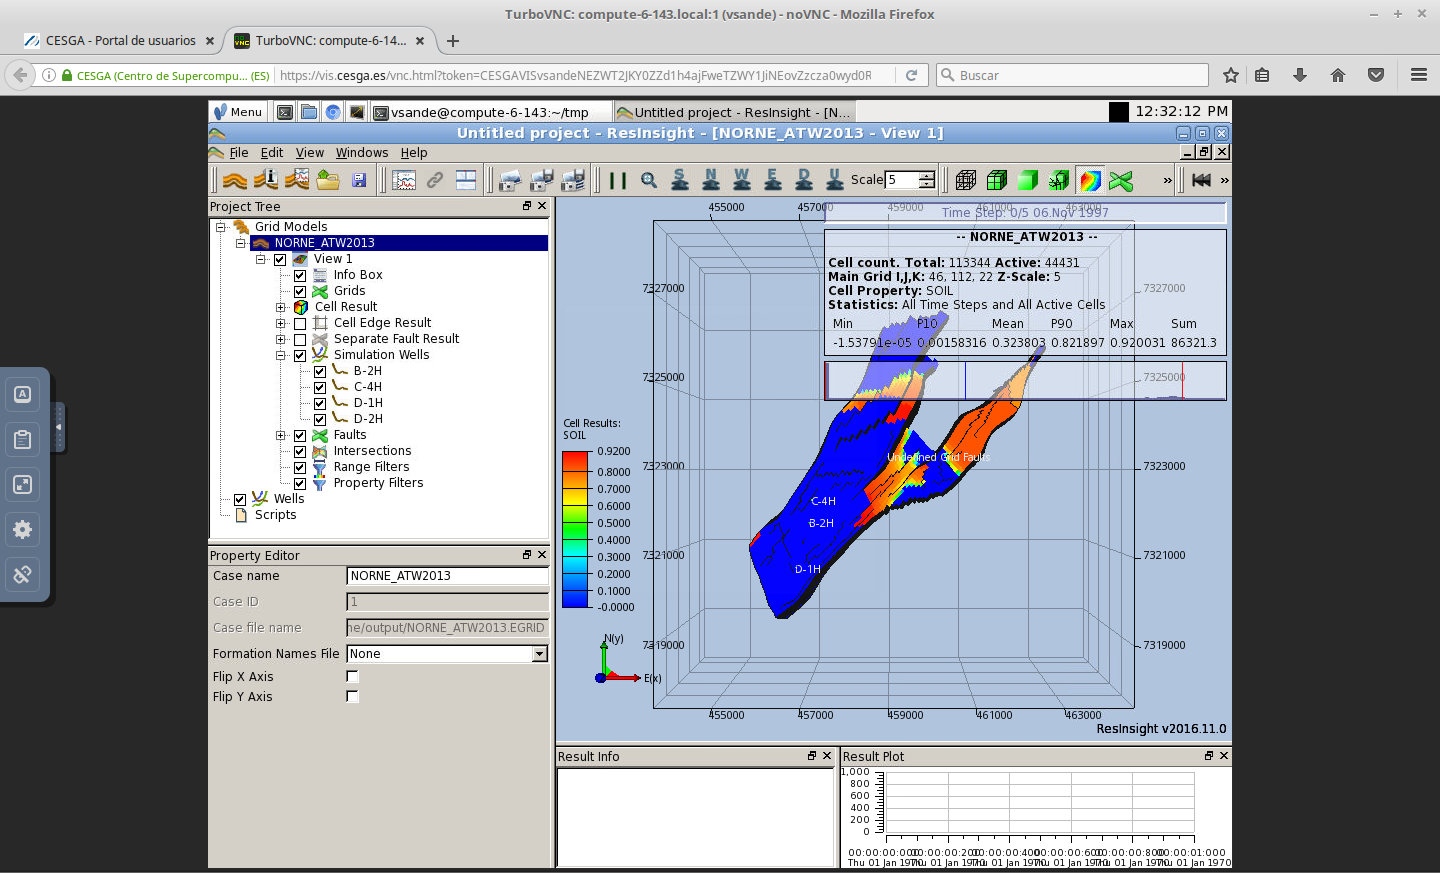 TurboVNC: compute-6-143.local:1 (vsande) - noVNC - Mozilla Firefox
CESGA - Portal de usuarios
TurboVNC: compute-6-14...
CESGA (Centro de Supercompu... (ES)
https://vis.cesga.es/vnc.html?token=CESGAVISvsandeNEZWT2JKY0ZZd1h4ajFweTZWY1JiNEovZzcza0wyd0R
Buscar
Menu
vsande@compute-6-143:~/tmp
Untitled project - ResInsight - [N...
12:32:12 PM
Untitled project - ResInsight - [NORNE_ATW2013 - View 1]
File Edit View Windows Help
S N W E D U Scale 5
Project Tree
Grid Models
NORNE_ATW2013
View 1
Info Box
Grids
Cell Result
Cell Edge Result
Separate Fault Result
Simulation Wells
B-2H
C-4H
D-1H
D-2H
Faults
Intersections
Range Filters
Property Filters
Wells
Scripts
Property Editor
Case name NORNE_ATW2013
Case ID 1
Case file name ne/output/NORNE_ATW2013.EGRID
Formation Names File None
Flip X Axis
Flip Y Axis
455000 457000 459000 461000 463000
Time Step: 0/5 06.Nov 1997
-- NORNE_ATW2013 --
Cell count. Total: 113344 Active: 44431
Main Grid I,J,K: 46, 112, 22 Z-Scale: 5
Cell Property: SOIL
Statistics: All Time Steps and All Active Cells
Min P10 Mean P90 Max Sum
-1.53791e-05 0.00158316 0.323803 0.821897 0.920031 86321.3
7327000 7327000
7325000 7325000
7323000 7323000
7321000 7321000
7319000 7319000
Cell Results:
SOIL
0.9200
0.8000
0.7000
0.6000
0.5000
0.4000
0.3000
0.2000
0.1000
-0.0000
Undefined Grid Faults
C-4H
B-2H
D-1H
N(y)
E(x)
455000 457000 459000 461000 463000
ResInsight v2016.11.0
Result Info
Result Plot
1,000
800
600
400
200
0
00:00:00:000 00:00:00:200 00:00:00:400 00:00:00:600 00:00:00:800 00:00:01:000
Thu 01 Jan 1970 Thu 01 Jan 1970 Thu 01 Jan 1970 Thu 01 Jan 1970 Thu 01 Jan 1970 Thu 01 Jan 1970